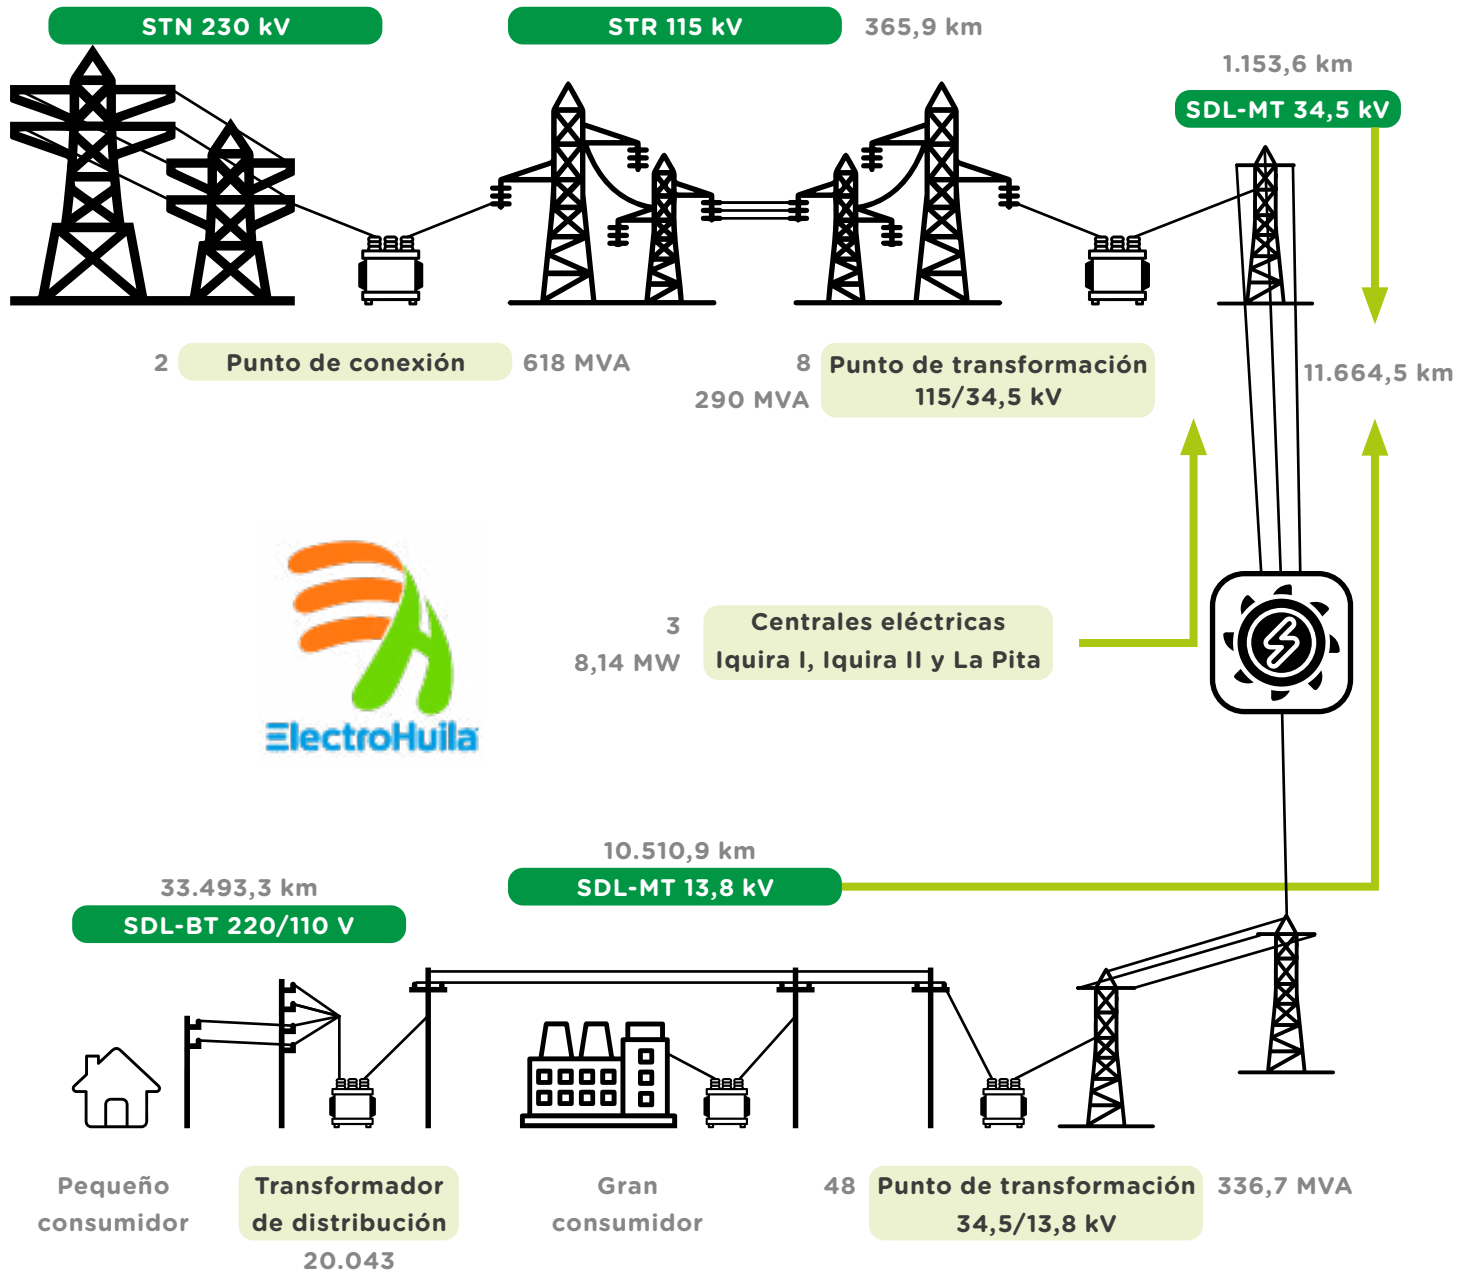 STN 230 kV
STR 115 kV
365,9 km
1.153,6 km
SDL-MT 34,5 kV
2
Punto de conexión
618 MVA
8
290 MVA
Punto de transformación
115/34,5 kV
11.664,5 km
3
8,14 MW
Centrales eléctricas
Iquira I, Iquira II y La Pita
ElectroHuila
10.510,9 km
SDL-MT 13,8 kV
33.493,3 km
SDL-BT 220/110 V
Pequeño
consumidor
Transformador
de distribución
20.043
Gran
consumidor
48
Punto de transformación
34,5/13,8 kV
336,7 MVA